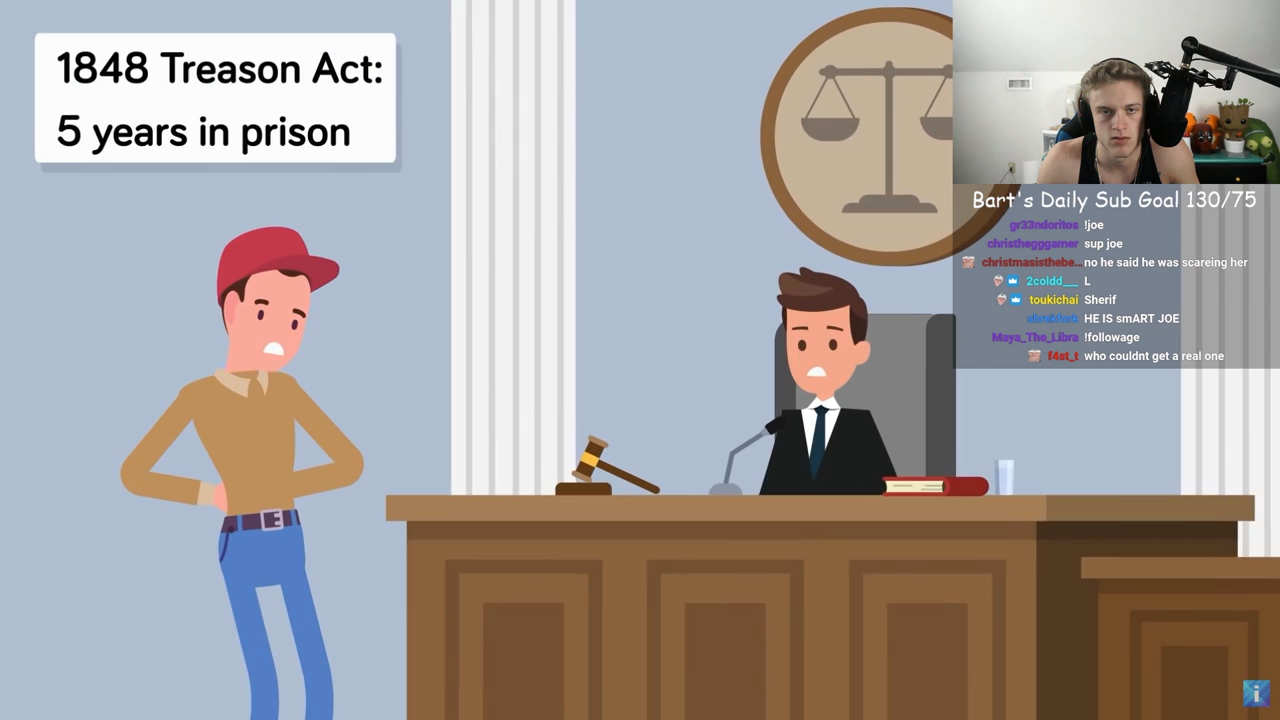 1848 Treason Act:
5 years in prison
Bart's Daily Sub Goal 130/75
gr33ndoritos !joe
christhegggamer sup joe
christmasisthebe... no he said he was scareing her
2coldd___ L
toukichai Sherif
HE IS smART JOE
Maya_The_Libra !followage
f4st_t who couldnt get a real one
i